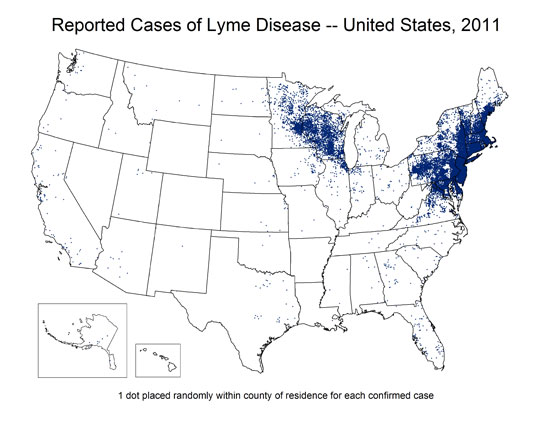 Reported Cases of Lyme Disease -- United States, 2011
1 dot placed randomly within county of residence for each confirmed case